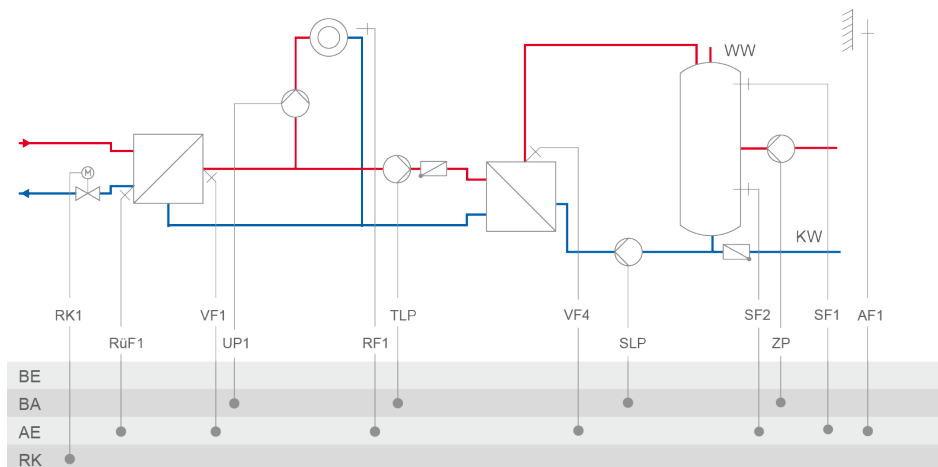 WW
M
KW
RK1 VF1 TLP VF4 SF2 SF1 AF1
RüF1 UP1 RF1 SLP ZP
BE
BA
AE
RK